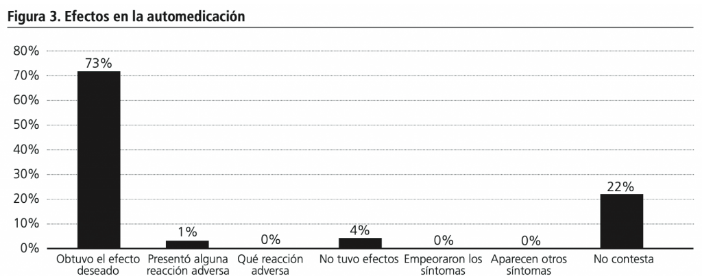 Figura 3. Efectos en la automedicación
80%
70%
60%
50%
40%
30%
20%
10%
0%
73%
1%
0%
4%
0%
0%
22%
Obtuvo el efecto
deseado
Presentó alguna
reacción adversa
Qué reacción
adversa
No tuvo efectos
Empeoraron los
síntomas
Aparecen otros
síntomas
No contesta